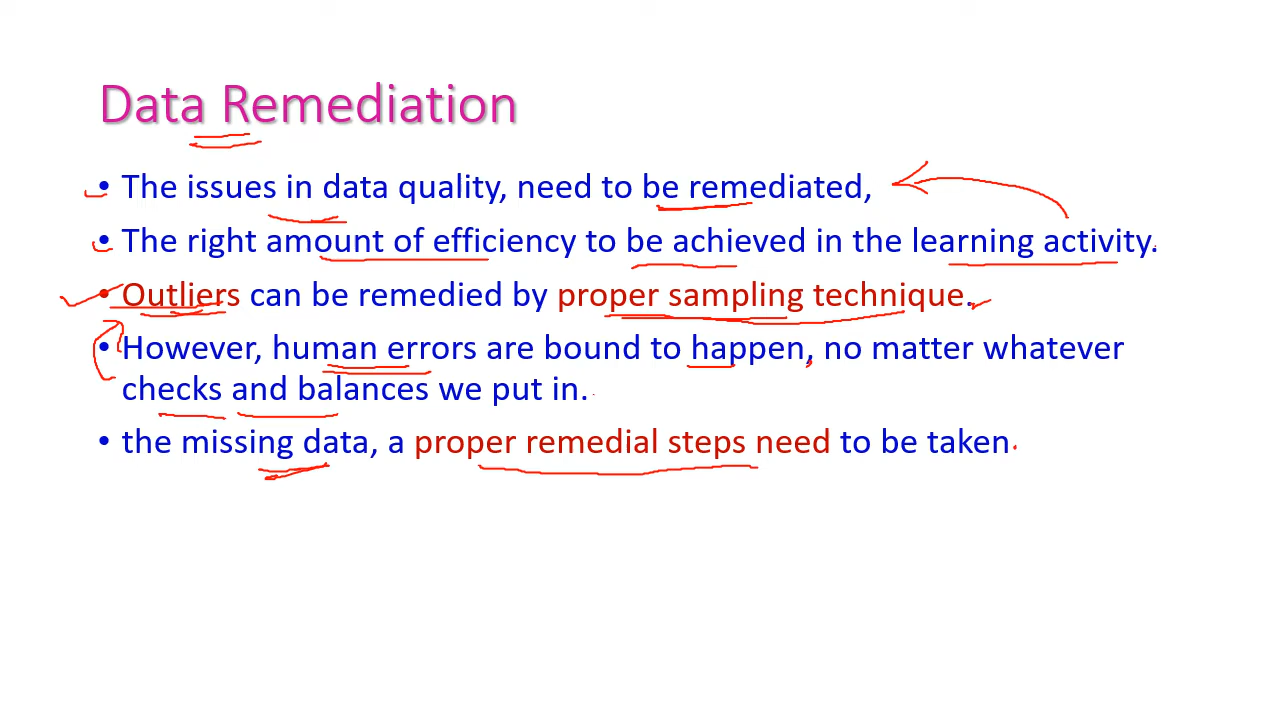 Data Remediation
• The issues in data quality, need to be remediated,
• The right amount of efficiency to be achieved in the learning activity.
• Outliers can be remedied by proper sampling technique.
• However, human errors are bound to happen, no matter whatever
checks and balances we put in.
• the missing data, a proper remedial steps need to be taken